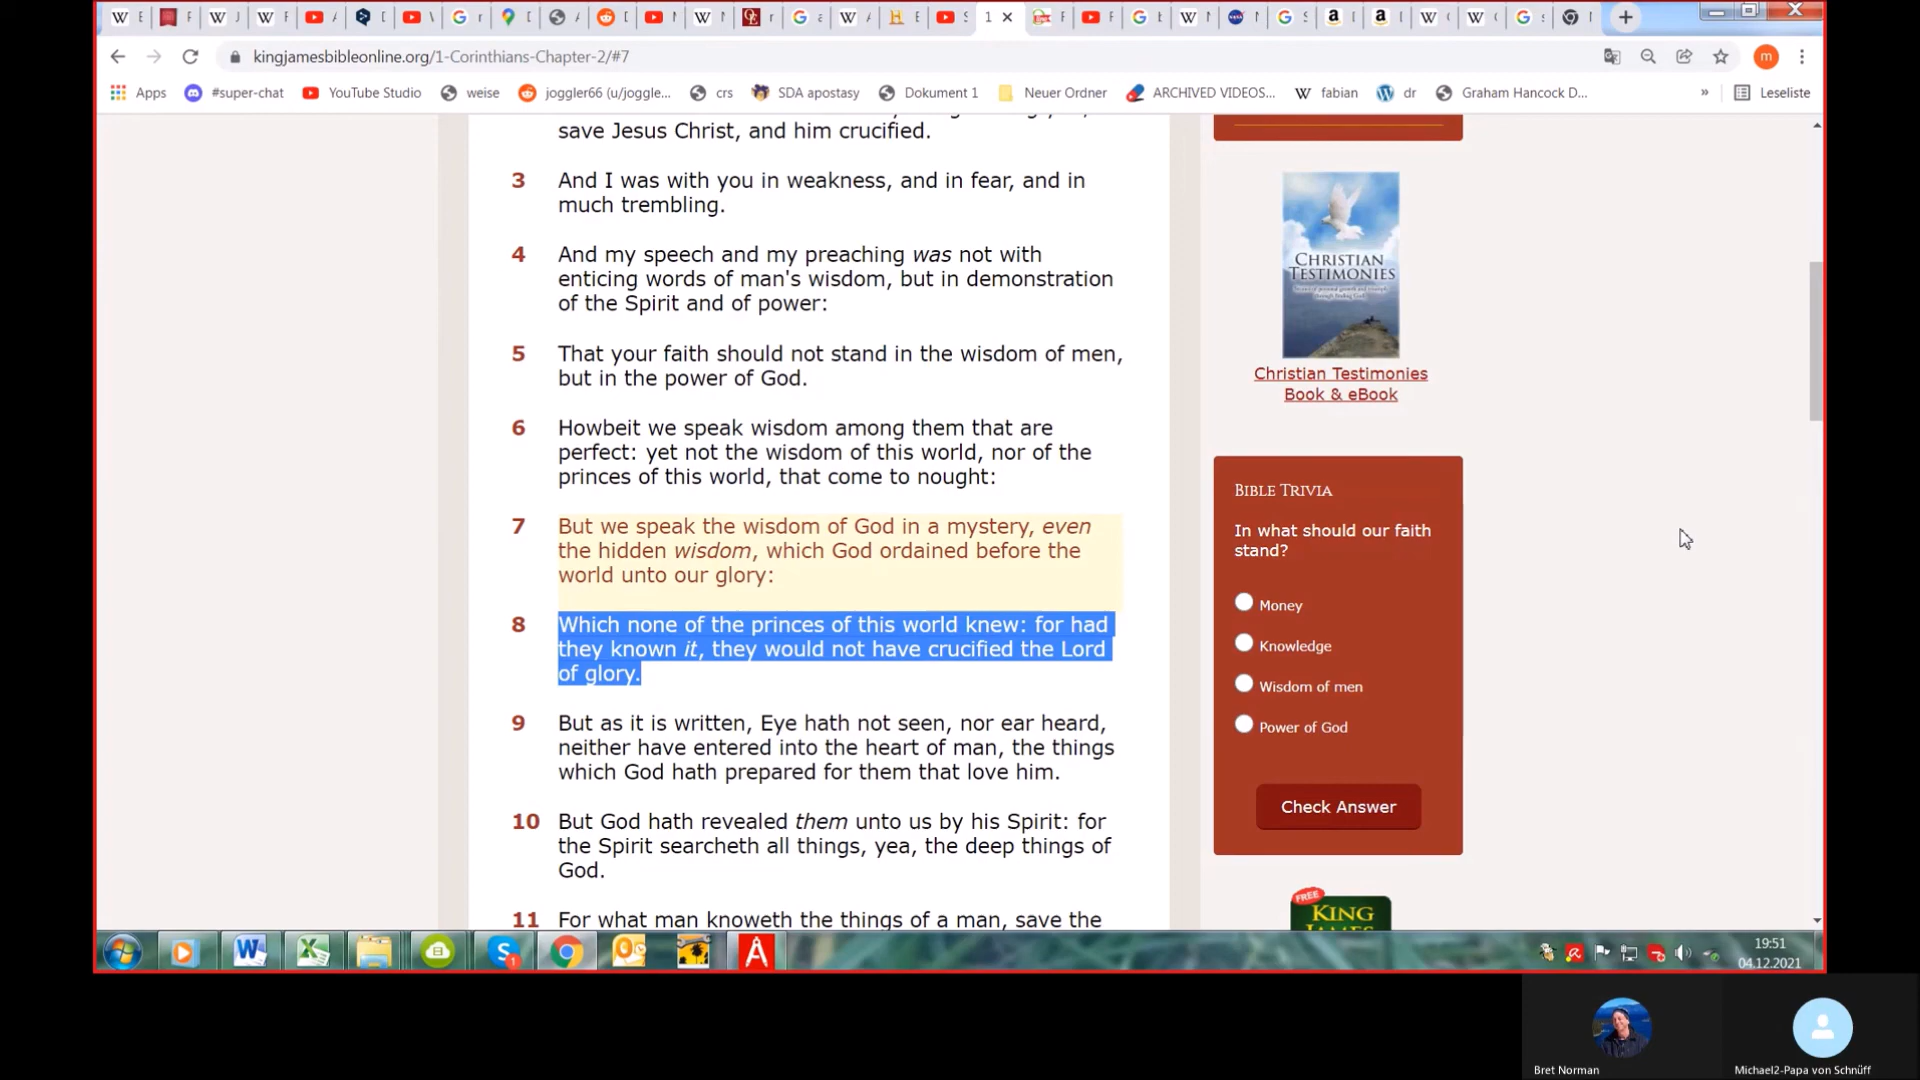 W E
F
W J
W F
A
V
G r
A
W
r
G a
W A
E
S
1
F
F
G t
W
G S
a
a
W
W
G s
kingjamesbibleonline.org/1-Corinthians-Chapter-2/#7
m
Apps
#super-chat
YouTube Studio
weise
joggler66 (u/joggle...
crs
SDA apostasy
Dokument 1
Neuer Ordner
ARCHIVED VIDEOS...
W fabian
dr
Graham Hancock D...
»
Leseliste
save Jesus Christ, and him crucified.
3 And I was with you in weakness, and in fear, and in
much trembling.
4 And my speech and my preaching was not with
enticing words of man's wisdom, but in demonstration
of the Spirit and of power:
5 That your faith should not stand in the wisdom of men,
but in the power of God.
6 Howbeit we speak wisdom among them that are
perfect: yet not the wisdom of this world, nor of the
princes of this world, that come to nought:
7 But we speak the wisdom of God in a mystery, even
the hidden wisdom, which God ordained before the
world unto our glory:
8 Which none of the princes of this world knew: for had
they known it, they would not have crucified the Lord
of glory.
9 But as it is written, Eye hath not seen, nor ear heard,
neither have entered into the heart of man, the things
which God hath prepared for them that love him.
10 But God hath revealed them unto us by his Spirit: for
the Spirit searcheth all things, yea, the deep things of
God.
11 For what man knoweth the things of a man, save the
CHRISTIAN
TESTIMONIES
Christian Testimonies
Book & eBook
BIBLE TRIVIA
In what should our faith
stand?
Money
Knowledge
Wisdom of men
Power of God
Check Answer
FREE
KING
JAMES
19:51
04.12.2021
Bret Norman
Michael2-Papa von Schnüff